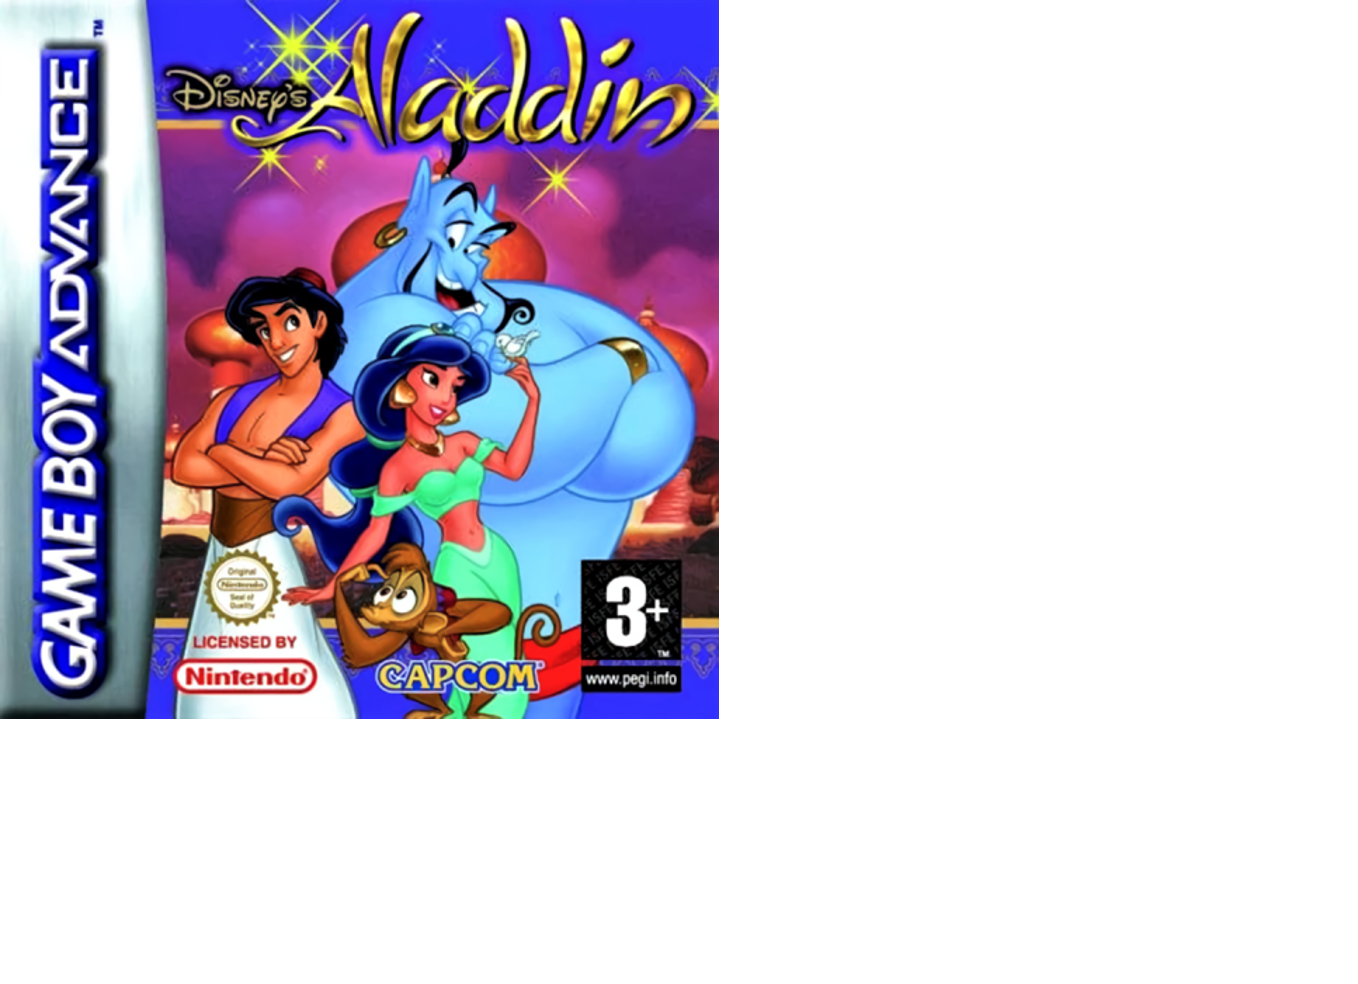 GAME BOY ADVANCE™
DISNEY'S Aladdin
Original
Nintendo
Seal of
Quality
LICENSED BY
Nintendo®
CAPCOM®
3+
TM
www.pegi.info